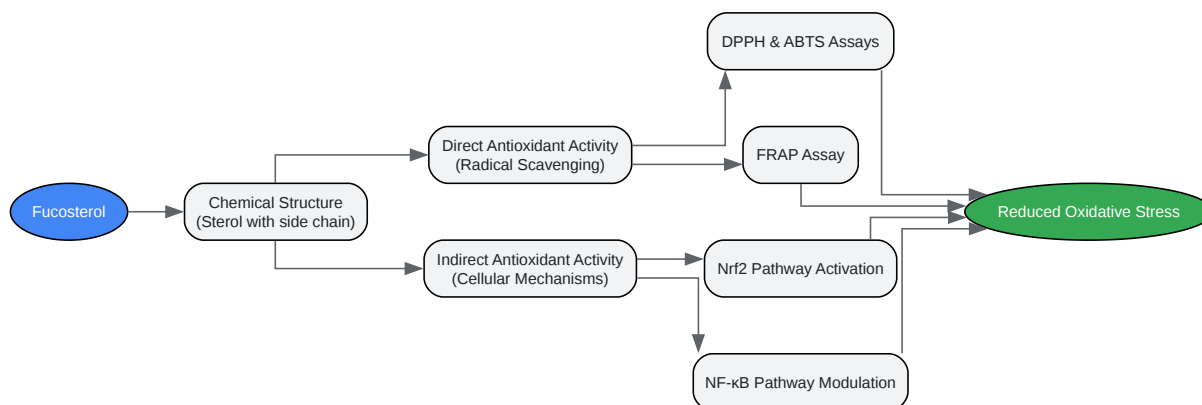 Fucosterol
Chemical Structure
(Sterol with side chain)
Direct Antioxidant Activity
(Radical Scavenging)
Indirect Antioxidant Activity
(Cellular Mechanisms)
DPPH & ABTS Assays
FRAP Assay
Nrf2 Pathway Activation
NF-κB Pathway Modulation
Reduced Oxidative Stress